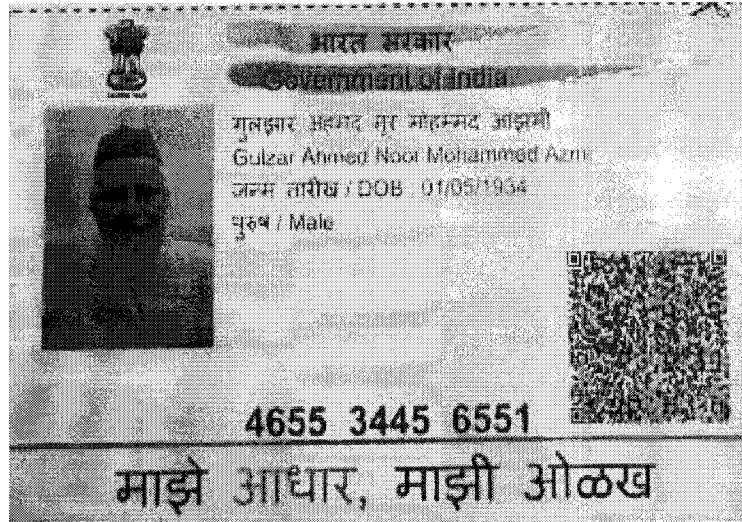 भारत सरकार
Government of India
गुलझार अहमद नूर मोहम्मद आझमी
Gulzar Ahmed Noor Mohammed Azmi
जन्म तारीख / DOB : 01/05/1934
पुरुष / Male
4655 3445 6551
माझे आधार, माझी ओळख